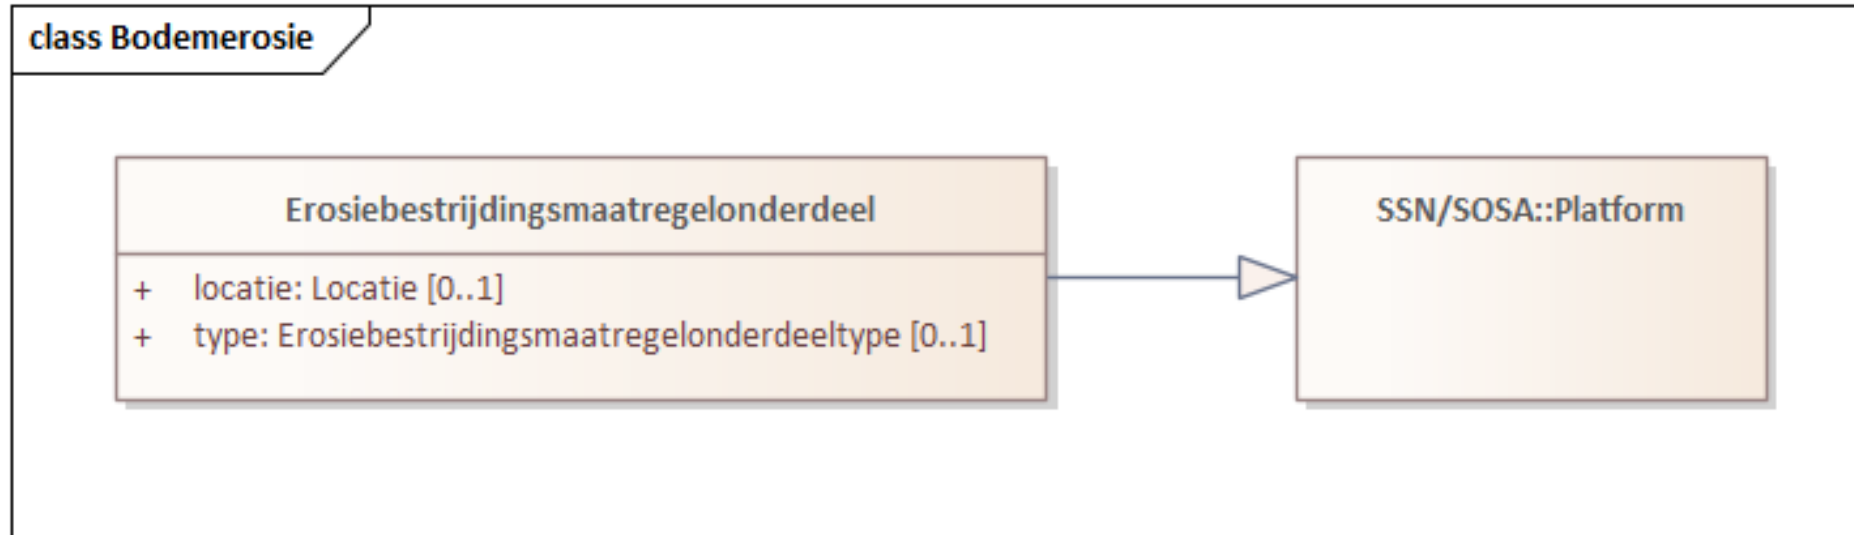 class Bodemerosie
Erosiebestrijdingsmaatregelonderdeel
SSN/SOSA::Platform
+ locatie: Locatie [0..1]
+ type: Erosiebestrijdingsmaatregelonderdeeltype [0..1]